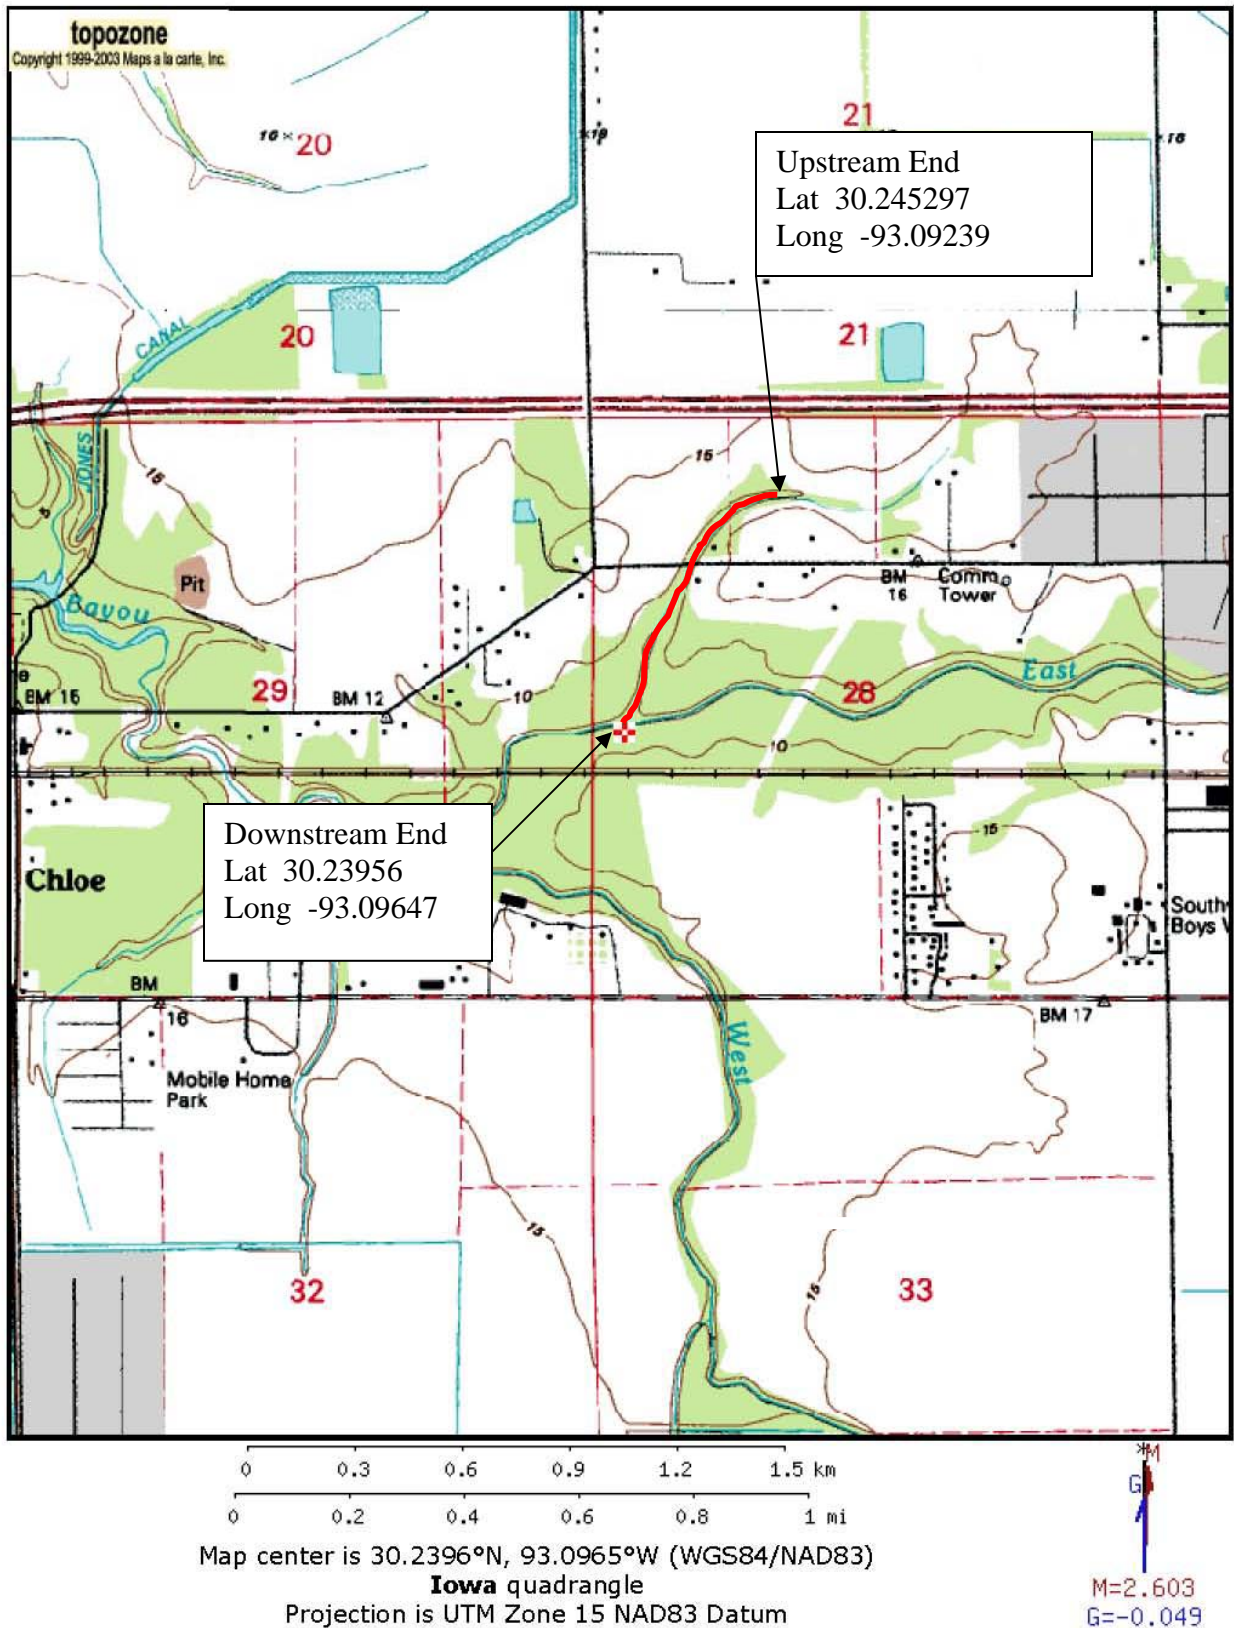 topozone
Copyright 1999-2003 Maps a la carte, Inc.
16 × 20
×18
21
×16
Upstream End
Lat 30.245297
Long -93.09239
CANAL
20
21
JONES
15
15
5
Pit
Bayou
BM
16
Comm
Tower
East
BM 15
29
BM 12
10
28
10
Downstream End
Lat 30.23956
Long -93.09647
Chloe
15
South
Boys V
BM
16
BM 17
West
Mobile Home
Park
15
32
15
33
0 0.3 0.6 0.9 1.2 1.5 km
0 0.2 0.4 0.6 0.8 1 mi
Map center is 30.2396°N, 93.0965°W (WGS84/NAD83)
Iowa quadrangle
Projection is UTM Zone 15 NAD83 Datum
*M
G
M=2.603
G=-0.049